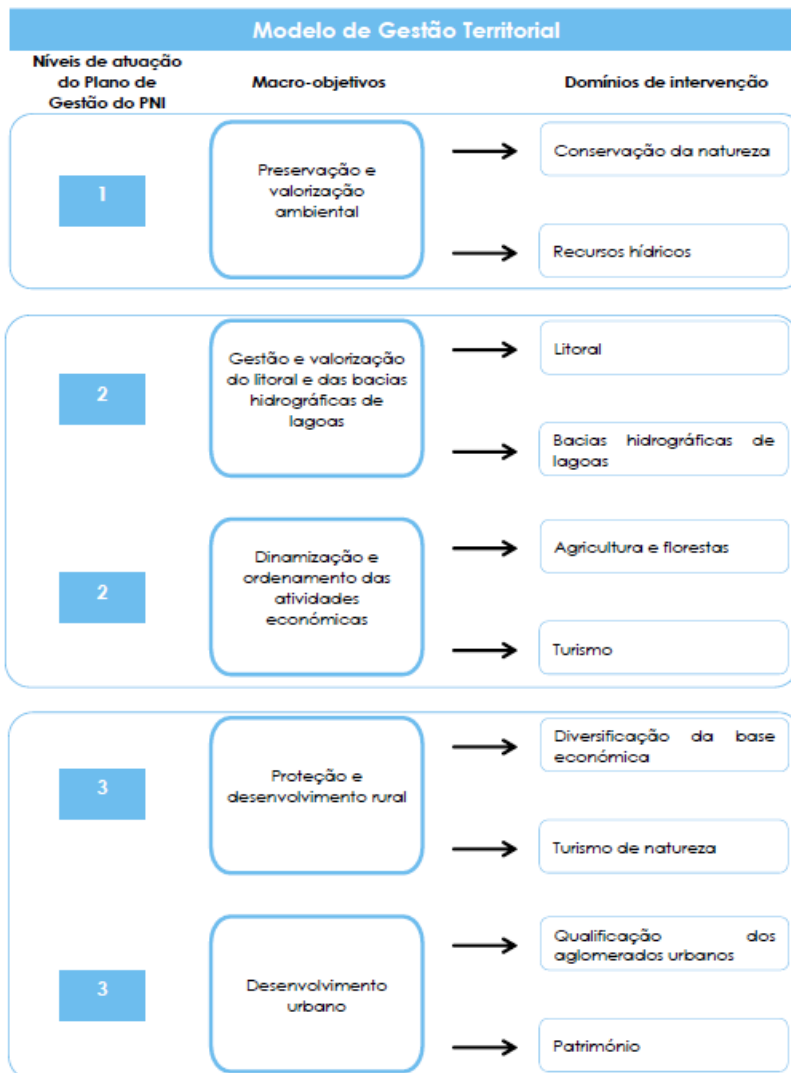 Modelo de Gestão Territorial
Níveis de atuação
do Plano de
Gestão do PNI
Macro-objetivos
Domínios de intervenção
1
Preservação e
valorização
ambiental
Conservação da natureza
Recursos hídricos
2
Gestão e valorização
do litoral e das bacias
hidrográficas de
lagoas
Litoral
Bacias hidrográficas de
lagoas
2
Dinamização e
ordenamento das
atividades
económicas
Agricultura e florestas
Turismo
3
Proteção e
desenvolvimento rural
Diversificação da base
económica
Turismo de natureza
3
Desenvolvimento
urbano
Qualificação dos
aglomerados urbanos
Património